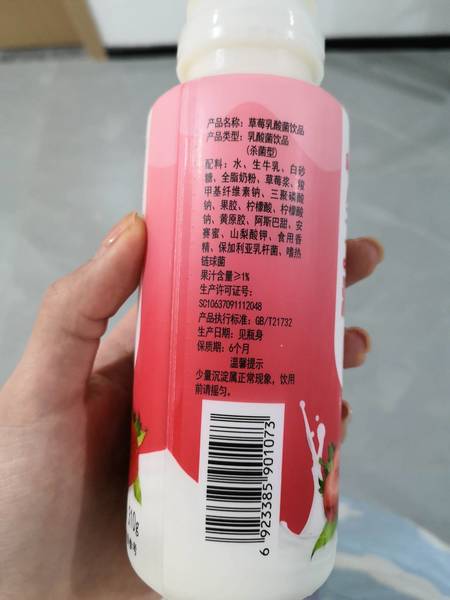 产品名称: 草莓乳酸菌饮品
产品类型: 乳酸菌饮品
(杀菌型)
配料: 水、生牛乳、白砂
糖、全脂奶粉、草莓浆、羧
甲基纤维素钠、三聚磷酸
钠、果胶、柠檬酸、柠檬酸
钠、黄原胶、阿斯巴甜、安
赛蜜、山梨酸钾、食用香
精、保加利亚乳杆菌、嗜热
链球菌
果汁含量≥1%
生产许可证号:
SC10637091112048
产品执行标准: GB/T21732
生产日期: 见瓶身
保质期: 6个月
温馨提示
少量沉淀属正常现象, 饮用
前请摇匀。
6 923385 901073
310g